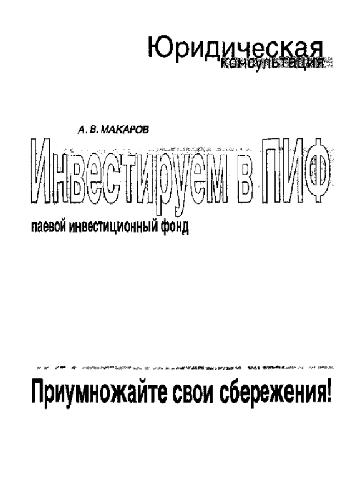 Юридическая
консультация
А. В. МАКАРОВ
Инвестируем в ПИФ
паевой инвестиционный фонд
Приумножайте свои сбережения!